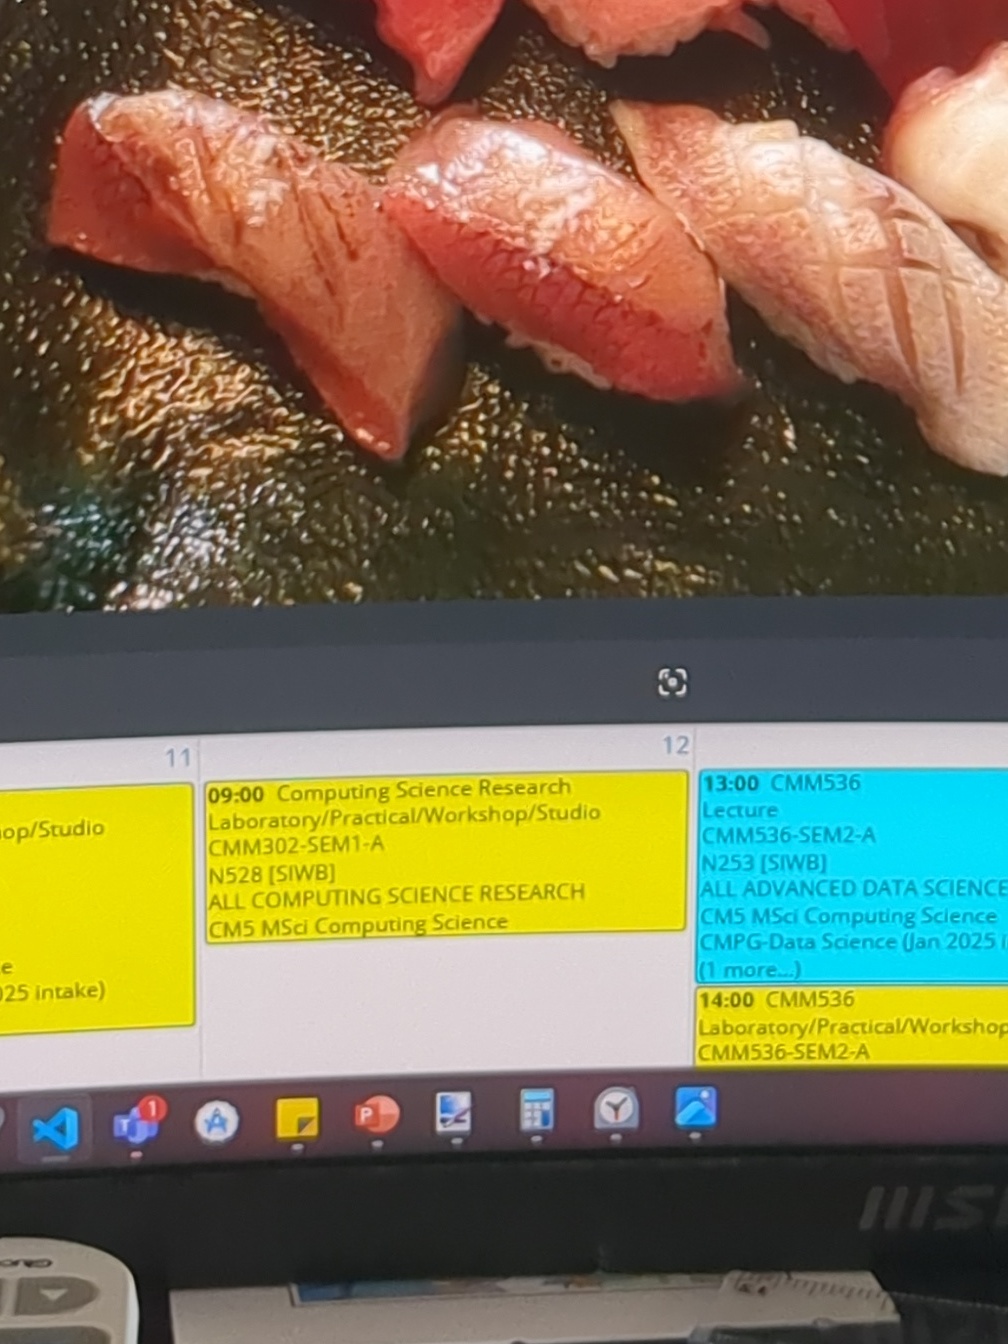 11
12
op/Studio
e
25 intake)
09:00 Computing Science Research
Laboratory/Practical/Workshop/Studio
CMM302-SEM1-A
N528 [SIWB]
ALL COMPUTING SCIENCE RESEARCH
CM5 MSci Computing Science
13:00 CMM536
Lecture
CMM536-SEM2-A
N253 [SIWB]
ALL ADVANCED DATA SCIENCE
CM5 MSci Computing Science
CMPG-Data Science (Jan 2025 i
(1 more...)
14:00 CMM536
Laboratory/Practical/Workshop
CMM536-SEM2-A
1
T
P
MSI